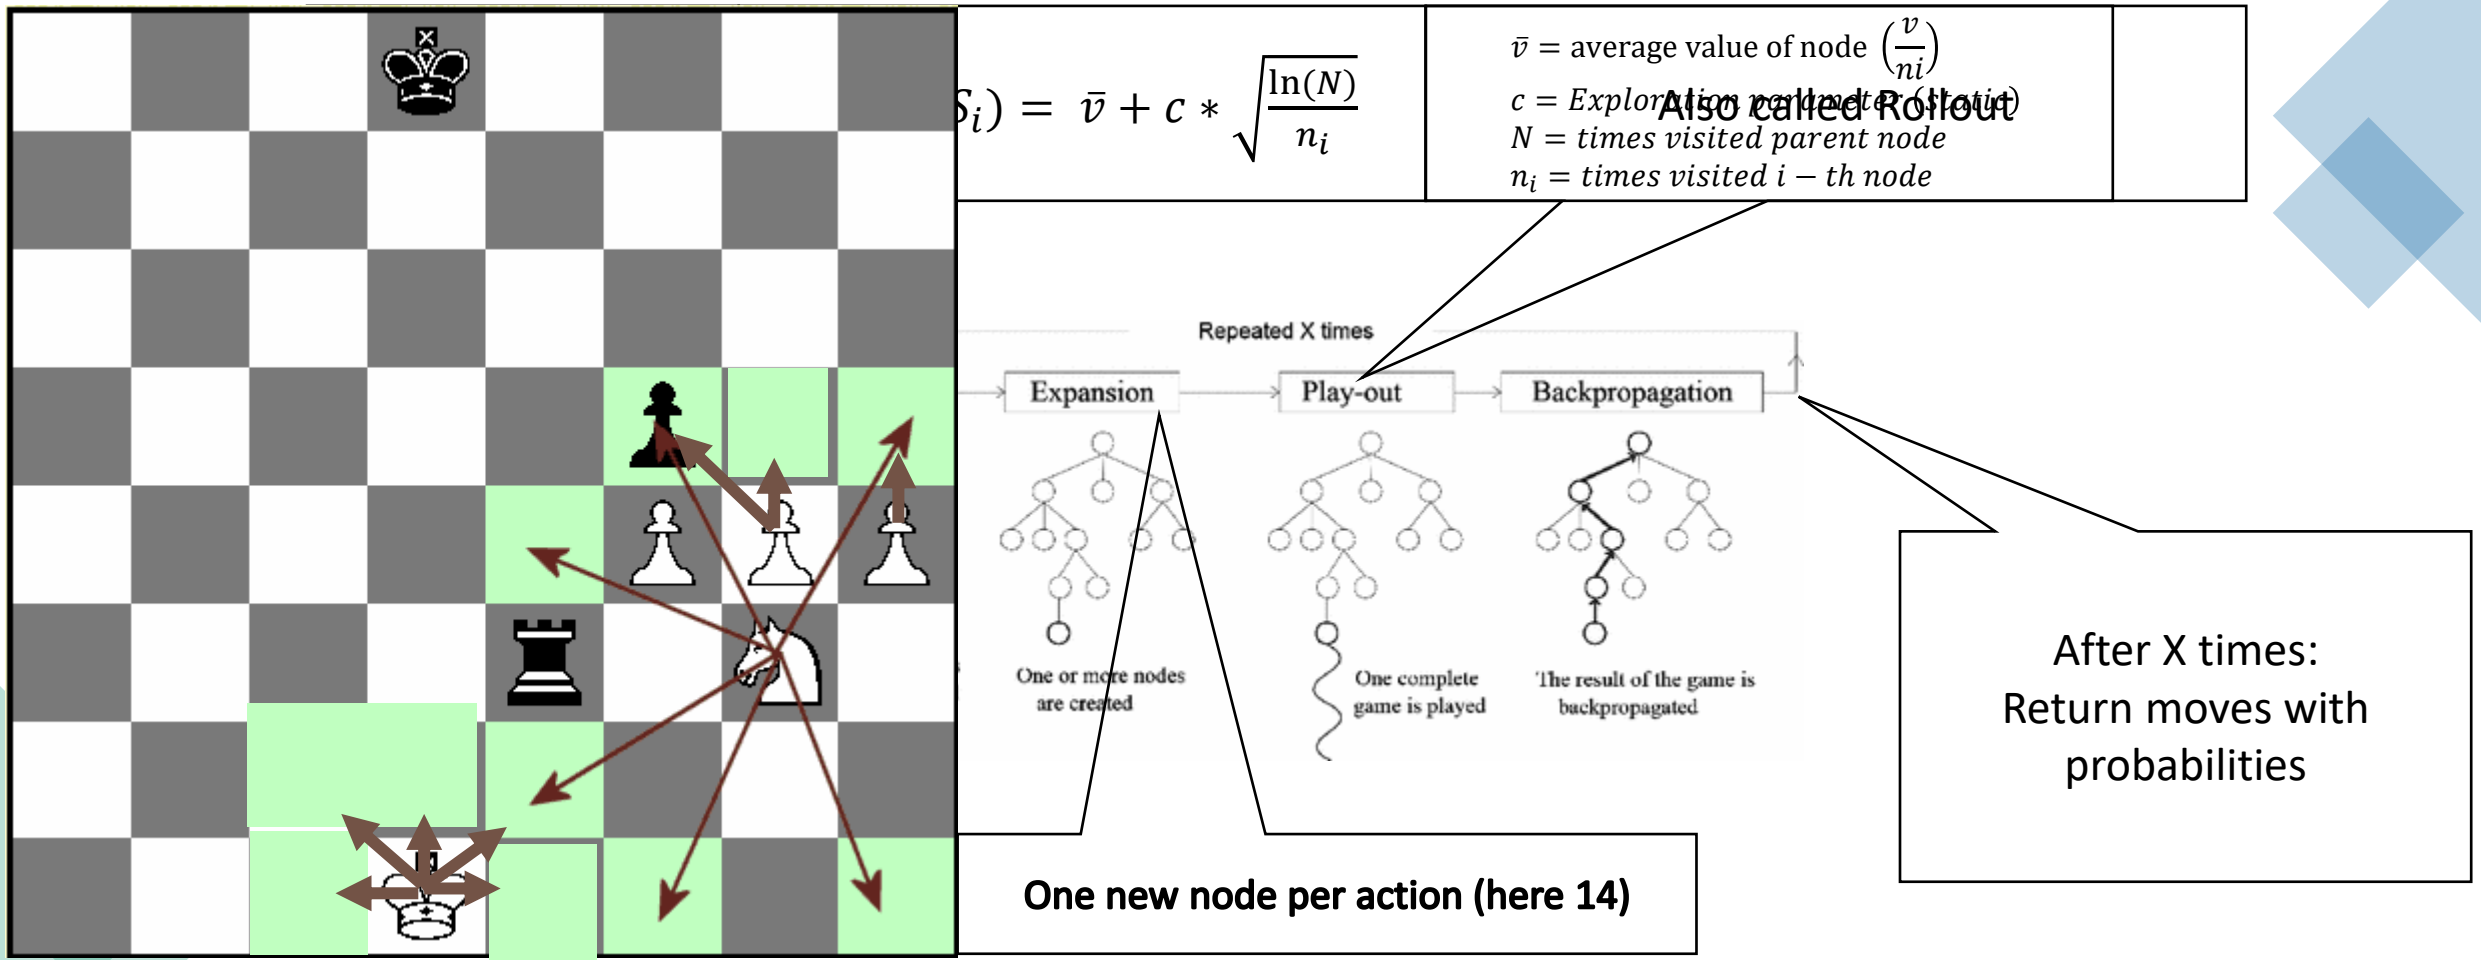 S_i) = v̄ + c * √(ln(N)/n_i)
v̄ = average value of node (v/ni)
c = Exploration parameter (static)
Also called Rollout
N = times visited parent node
n_i = times visited i − th node
Repeated X times
Expansion
Play-out
Backpropagation
One or more nodes
are created
One complete
game is played
The result of the game is
backpropagated
After X times:
Return moves with
probabilities
One new node per action (here 14)